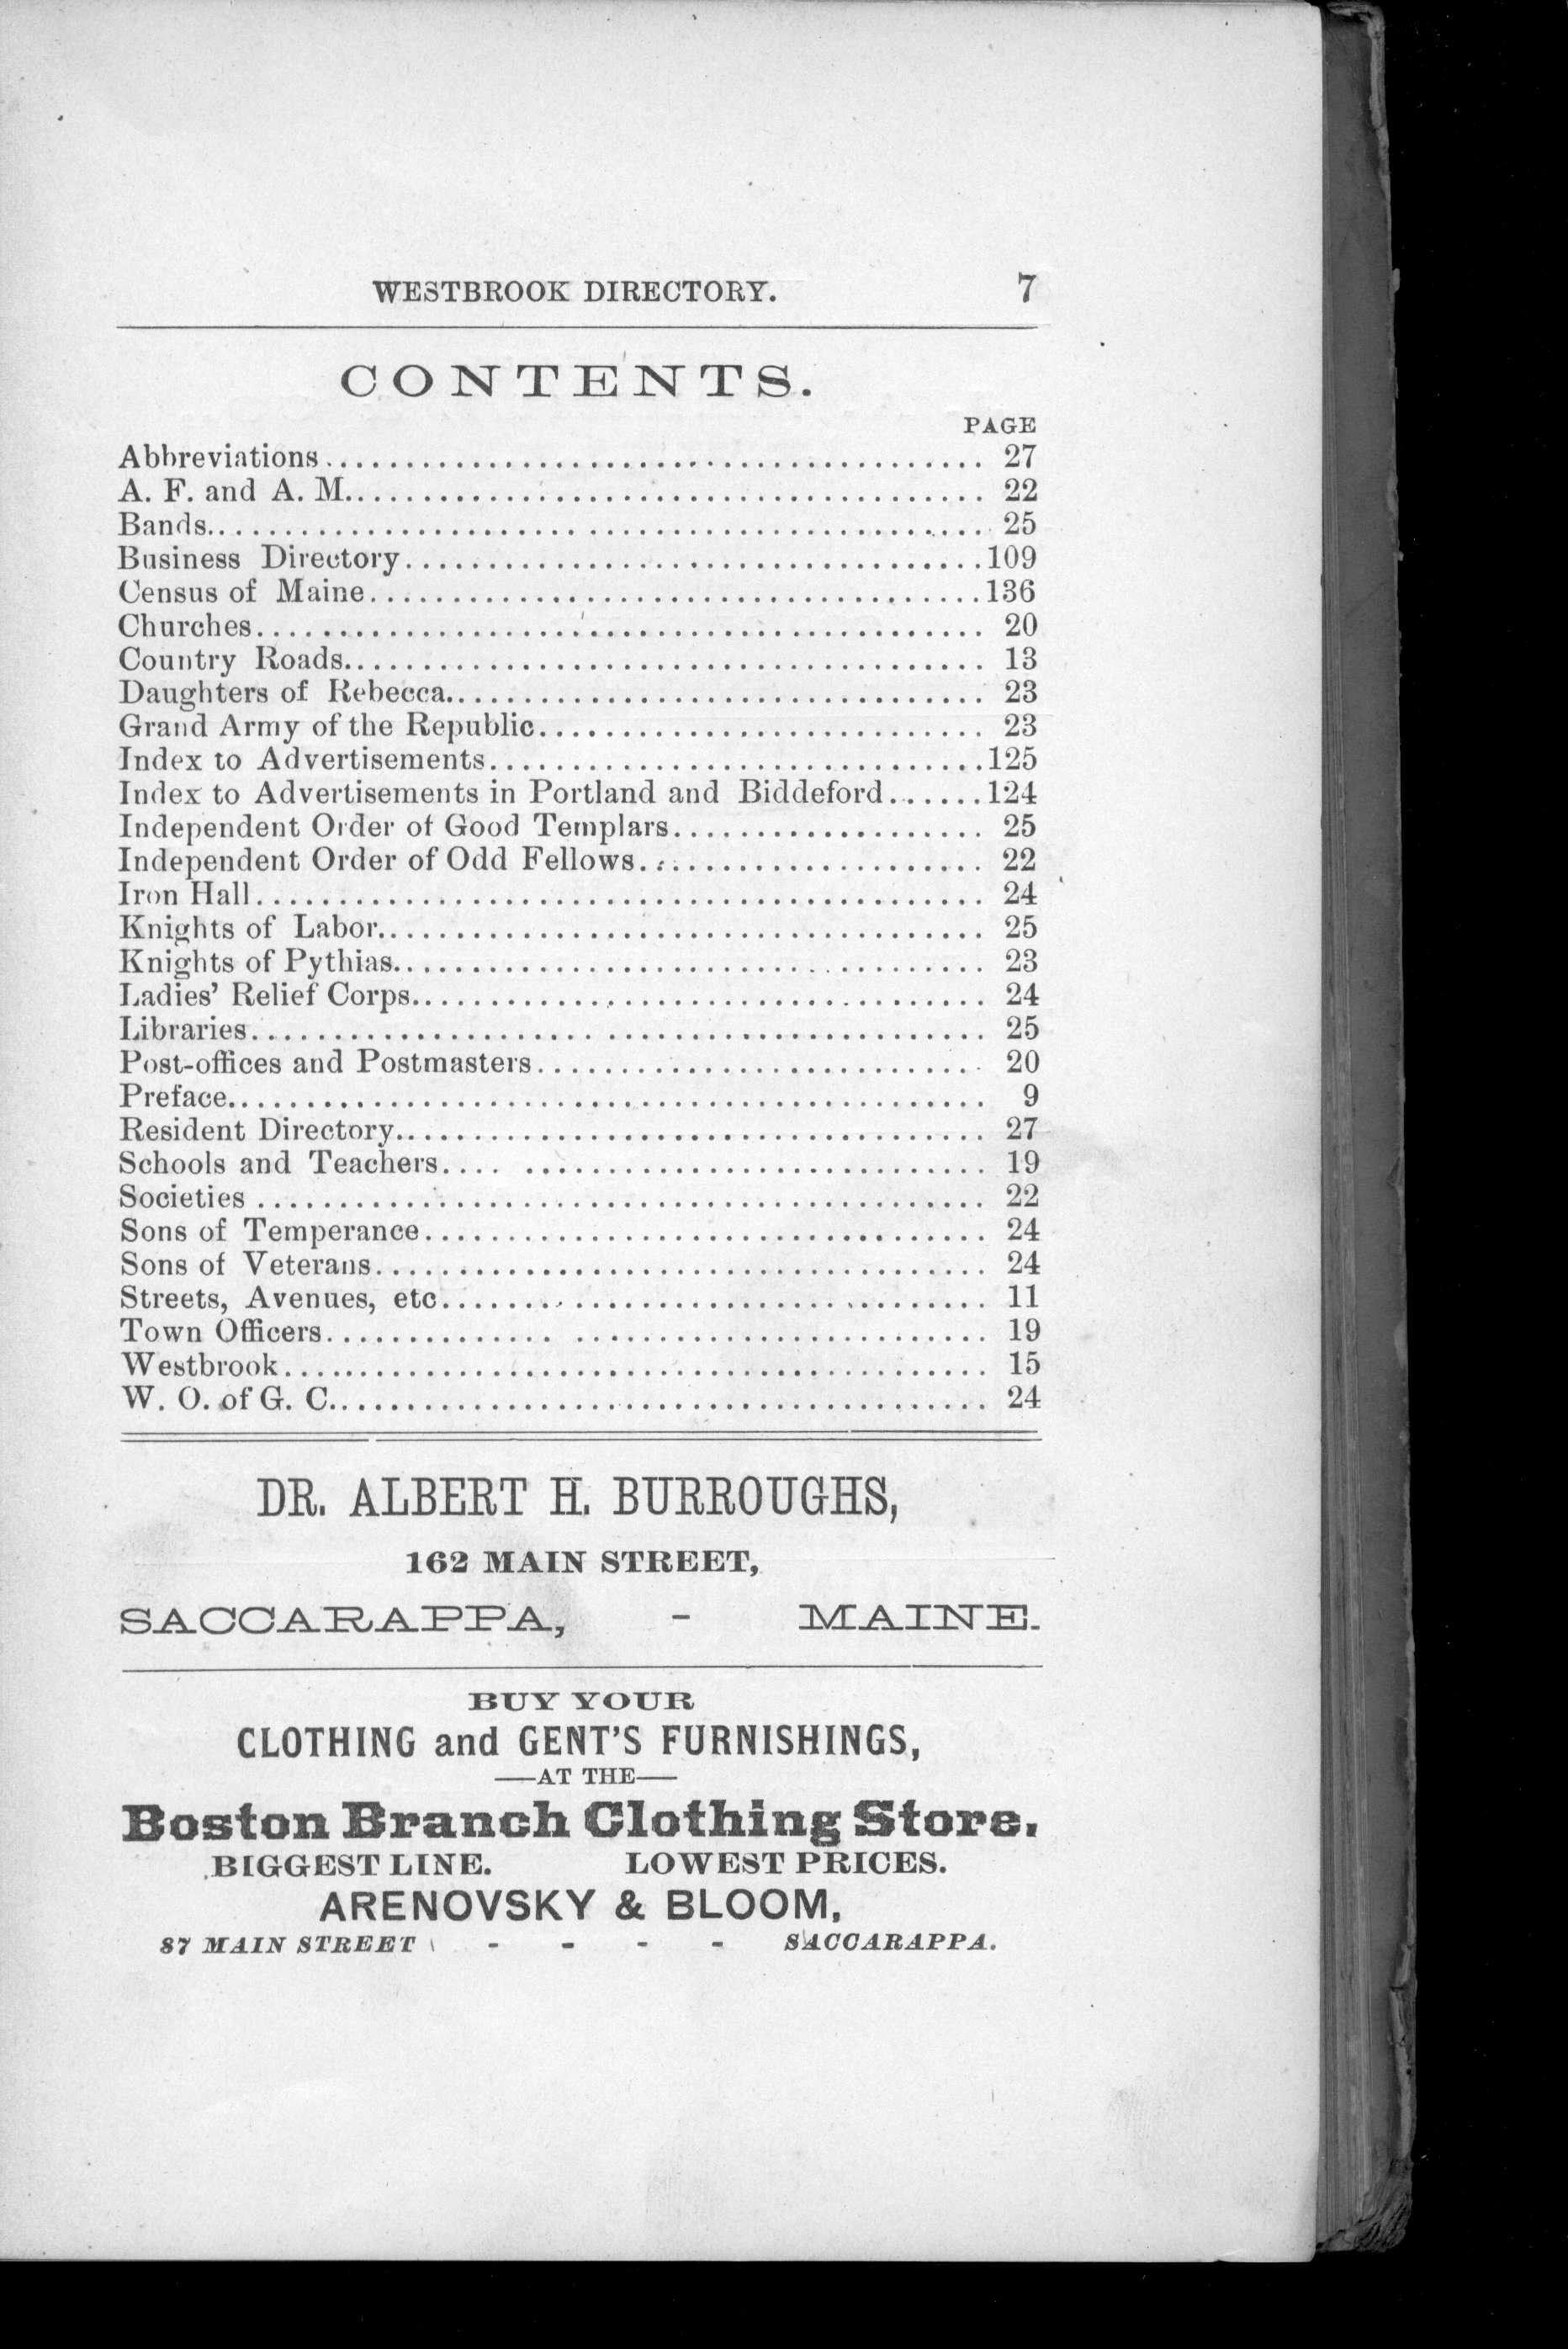 WESTBROOK DIRECTORY. 7
CONTENTS.
PAGE
Abbreviations........................................ 27
A. F. and A. M....................................... 22
Bands................................................ 25
Business Directory...................................109
Census of Maine......................................136
Churches............................................. 20
Country Roads........................................ 13
Daughters of Rebecca................................. 23
Grand Army of the Republic........................... 23
Index to Advertisements..............................125
Index to Advertisements in Portland and Biddeford......124
Independent Order of Good Templars................... 25
Independent Order of Odd Fellows..................... 22
Iron Hall............................................ 24
Knights of Labor..................................... 25
Knights of Pythias................................... 23
Ladies' Relief Corps................................. 24
Libraries............................................ 25
Post-offices and Postmasters......................... 20
Preface.............................................. 9
Resident Directory................................... 27
Schools and Teachers.... ............................ 19
Societies ........................................... 22
Sons of Temperance................................... 24
Sons of Veterans..................................... 24
Streets, Avenues, etc................................ 11
Town Officers.............. ......................... 19
Westbrook............................................ 15
W. O. of G. C........................................ 24
DR. ALBERT H. BURROUGHS,
162 MAIN STREET,
SACCARAPPA, - MAINE.
BUY YOUR
CLOTHING and GENT'S FURNISHINGS,
—AT THE—
Boston Branch Clothing Store.
BIGGEST LINE. LOWEST PRICES.
ARENOVSKY & BLOOM,
87 MAIN STREET - - - - SACCARAPPA.